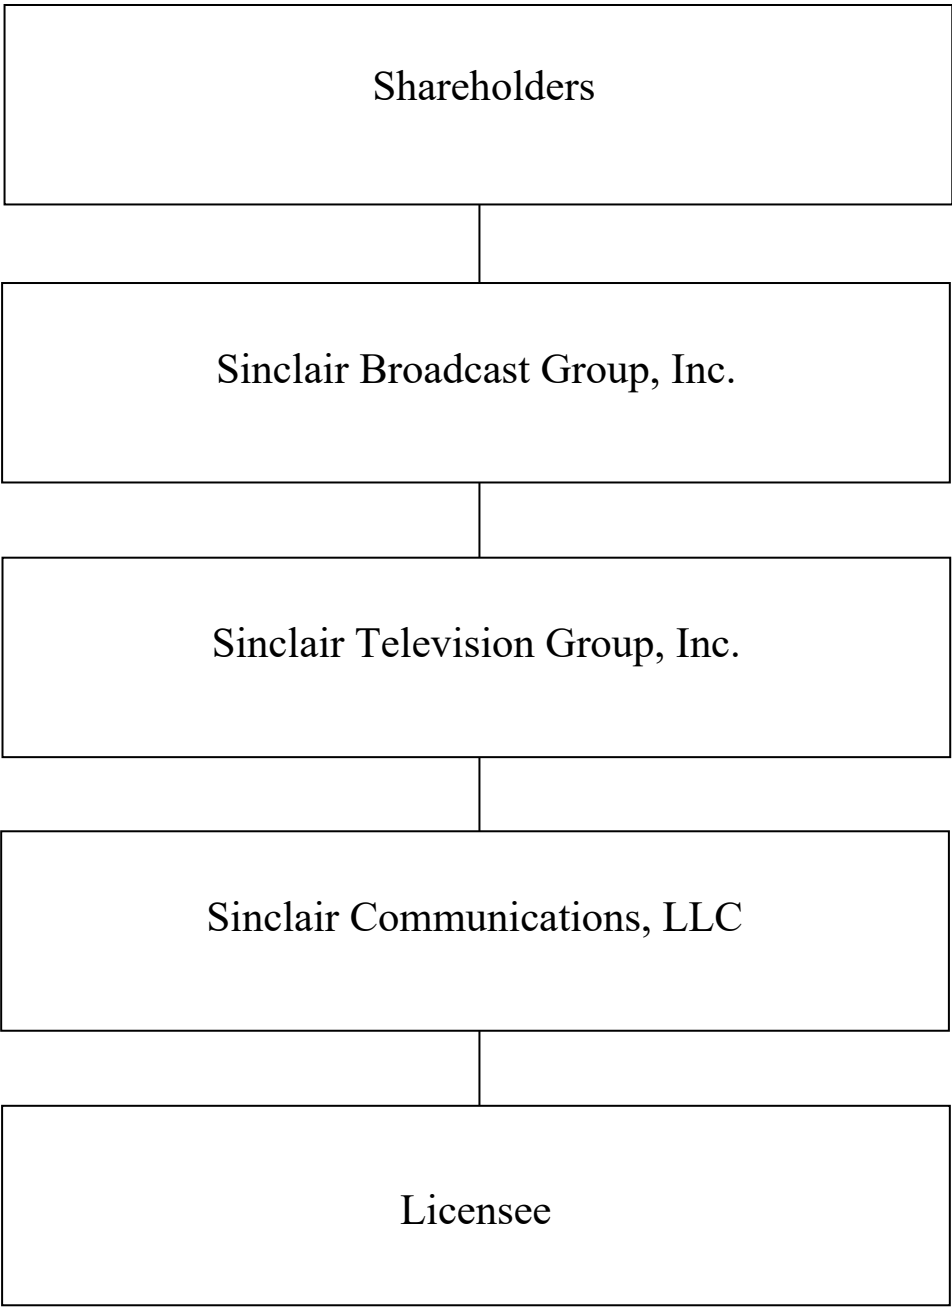 Shareholders
Sinclair Broadcast Group, Inc.
Sinclair Television Group, Inc.
Sinclair Communications, LLC
Licensee